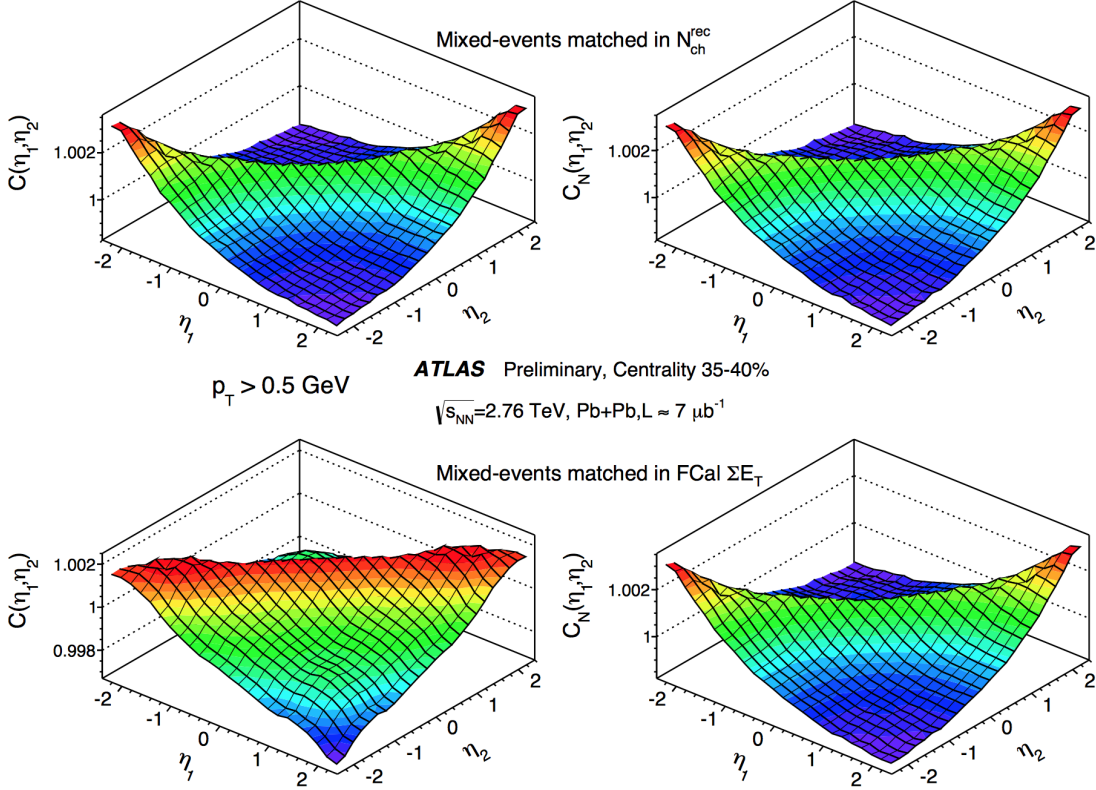 Mixed-events matched in N_ch^rec
C(η₁,η₂)
1.002
1
-2
-1
0
1
2
η₁
-2
-1
0
1
2
η₂
C_N(η₁,η₂)
1.002
1
-2
-1
0
1
2
η₁
-2
-1
0
1
2
η₂
p_T > 0.5 GeV
ATLAS Preliminary, Centrality 35-40%
√s_NN=2.76 TeV, Pb+Pb,L ≈ 7 μb⁻¹
Mixed-events matched in FCal ΣE_T
C(η₁,η₂)
1.002
1
0.998
-2
-1
0
1
2
η₁
-2
-1
0
1
2
η₂
C_N(η₁,η₂)
1.002
1
-2
-1
0
1
2
η₁
-2
-1
0
1
2
η₂